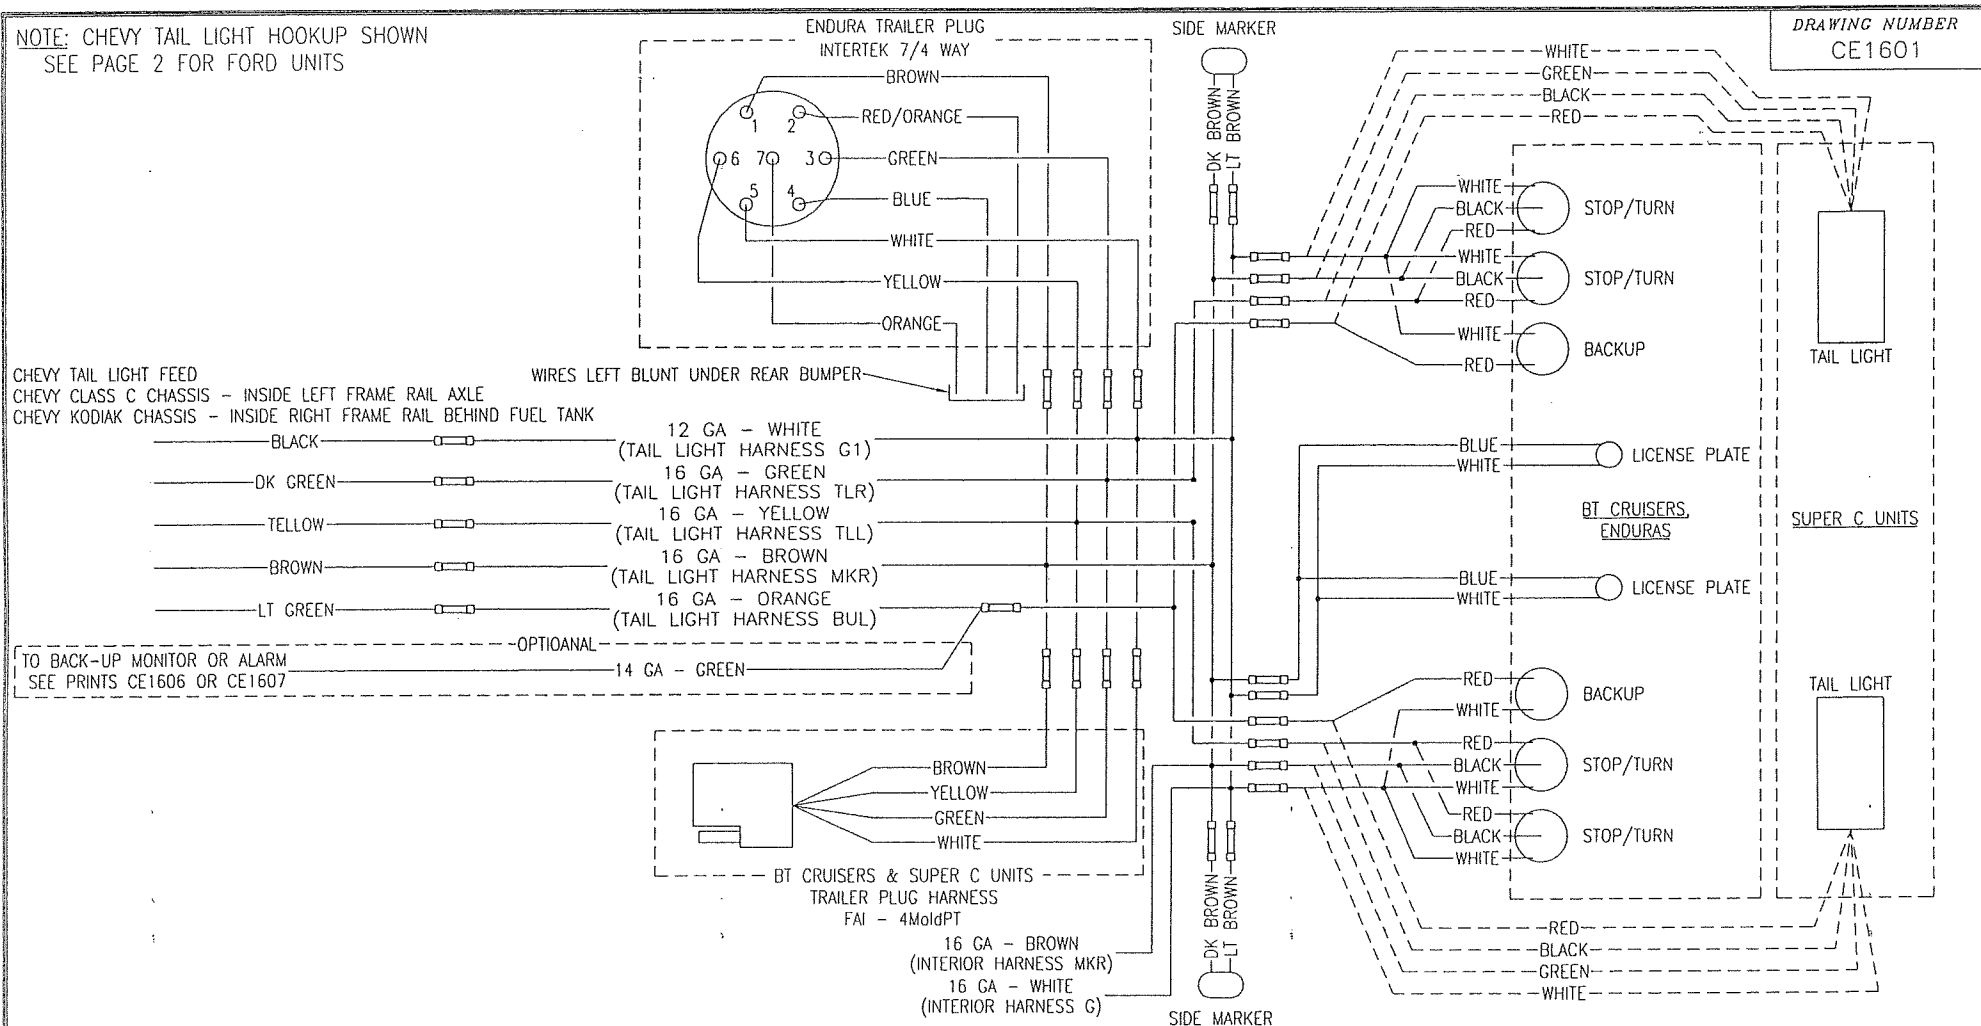 NOTE: CHEVY TAIL LIGHT HOOKUP SHOWN
SEE PAGE 2 FOR FORD UNITS
DRAWING NUMBER
CE1601
ENDURA TRAILER PLUG
INTERTEK 7/4 WAY
BROWN
RED/ORANGE
GREEN
BLUE
WHITE
YELLOW
ORANGE
1
2
6
7
3
5
4
WIRES LEFT BLUNT UNDER REAR BUMPER
SIDE MARKER
DK BROWN
LT BROWN
WHITE
GREEN
BLACK
RED
WHITE
BLACK
STOP/TURN
RED
WHITE
BLACK
STOP/TURN
RED
WHITE
BACKUP
RED
TAIL LIGHT
CHEVY TAIL LIGHT FEED
CHEVY CLASS C CHASSIS – INSIDE LEFT FRAME RAIL AXLE
CHEVY KODIAK CHASSIS – INSIDE RIGHT FRAME RAIL BEHIND FUEL TANK
BLACK
12 GA – WHITE
(TAIL LIGHT HARNESS G1)
DK GREEN
16 GA – GREEN
(TAIL LIGHT HARNESS TLR)
TELLOW
16 GA – YELLOW
(TAIL LIGHT HARNESS TLL)
BROWN
16 GA – BROWN
(TAIL LIGHT HARNESS MKR)
LT GREEN
16 GA – ORANGE
(TAIL LIGHT HARNESS BUL)
OPTIOANAL
TO BACK-UP MONITOR OR ALARM
SEE PRINTS CE1606 OR CE1607
14 GA – GREEN
BLUE
WHITE
LICENSE PLATE
BT CRUISERS,
ENDURAS
SUPER C UNITS
BLUE
WHITE
LICENSE PLATE
RED
BACKUP
WHITE
RED
BLACK
STOP/TURN
WHITE
RED
BLACK
STOP/TURN
WHITE
TAIL LIGHT
BROWN
YELLOW
GREEN
WHITE
BT CRUISERS & SUPER C UNITS
TRAILER PLUG HARNESS
FAI – 4MoldPT
16 GA – BROWN
(INTERIOR HARNESS MKR)
16 GA – WHITE
(INTERIOR HARNESS G)
DK BROWN
LT BROWN
SIDE MARKER
RED
BLACK
GREEN
WHITE